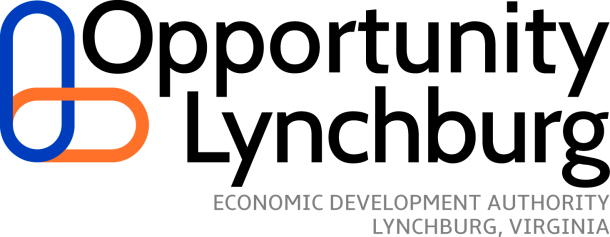 Opportunity
Lynchburg
ECONOMIC DEVELOPMENT AUTHORITY
LYNCHBURG, VIRGINIA